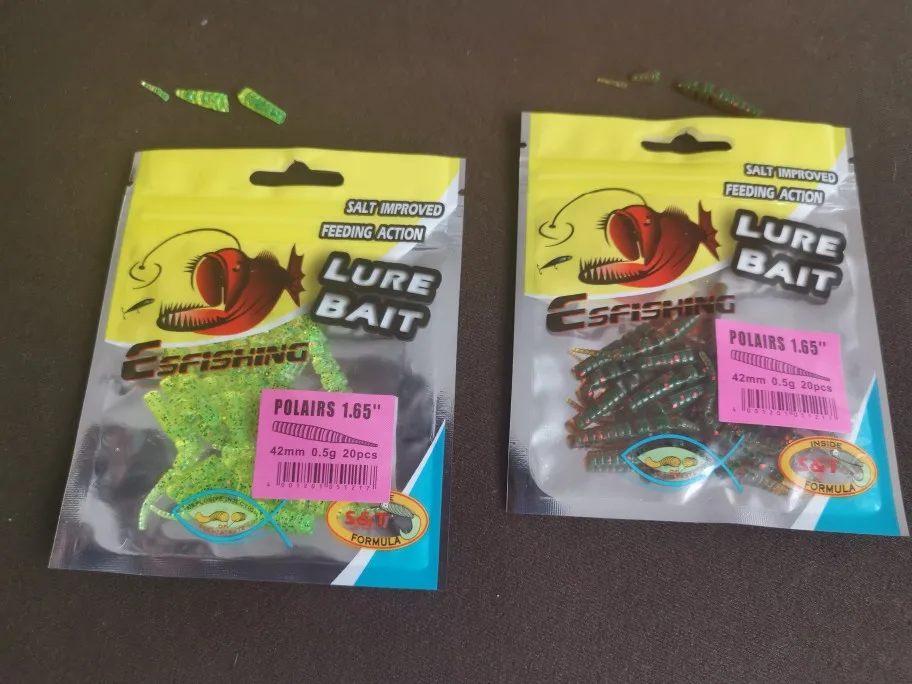 SALT IMPROVED
FEEDING ACTION
LURE
BAIT
ESFISHING
POLAIRS 1.65"
42mm 0.5g 20pcs
S&T
FORMULA
SALT IMPROVED
FEEDING ACTION
LURE
BAIT
ESFISHING
POLAIRS 1.65"
42mm 0.5g 20pcs
INSIDE
S&T
FORMULA